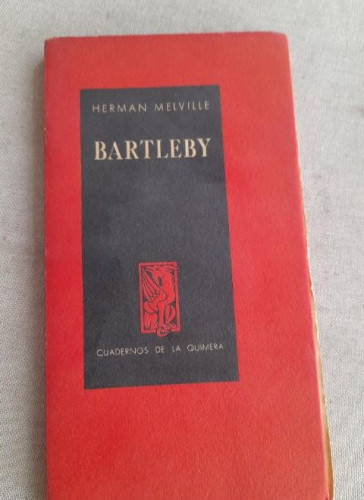 HERMAN MELVILLE
BARTLEBY
CUADERNOS DE LA QUIMERA